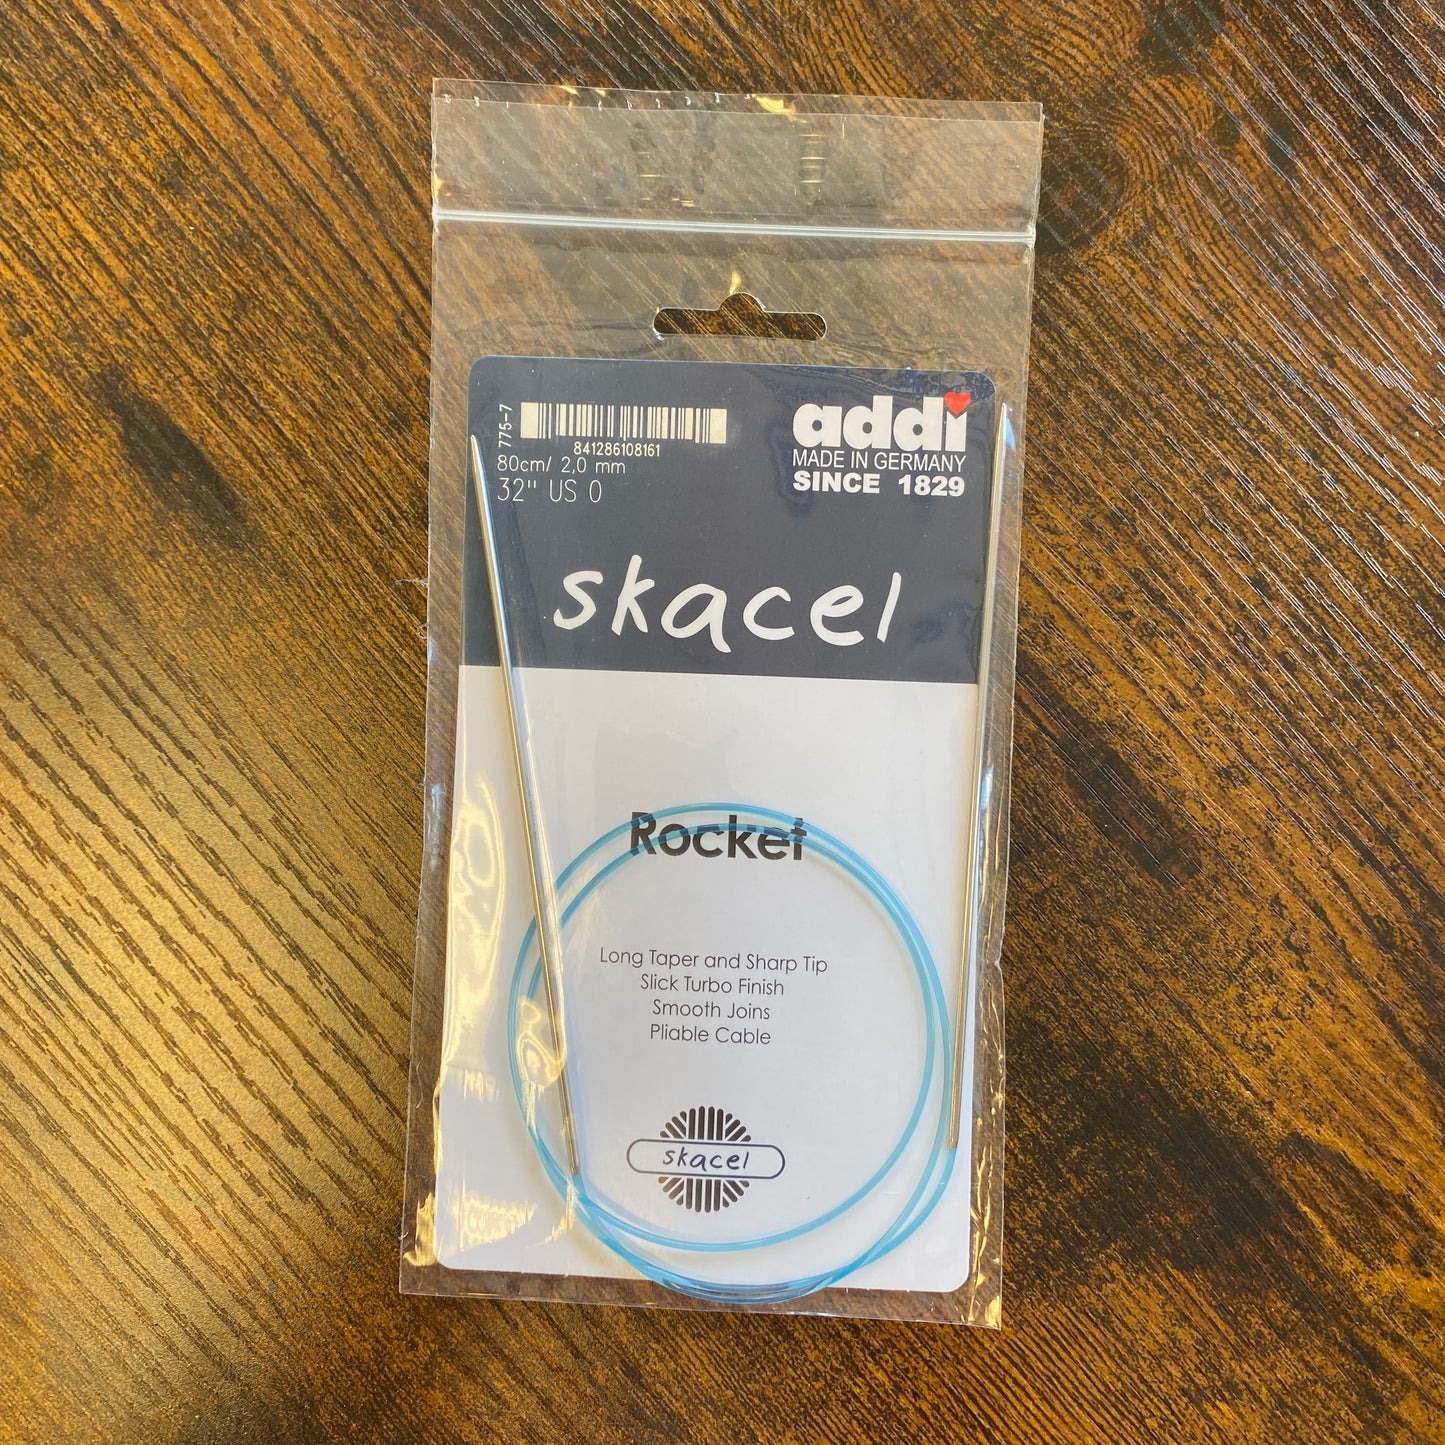 775-7
841286108161
80cm/ 2,0 mm
32" US 0
addi
MADE IN GERMANY
SINCE 1829
skacel
Rocket
Long Taper and Sharp Tip
Slick Turbo Finish
Smooth Joins
Pliable Cable
skacel